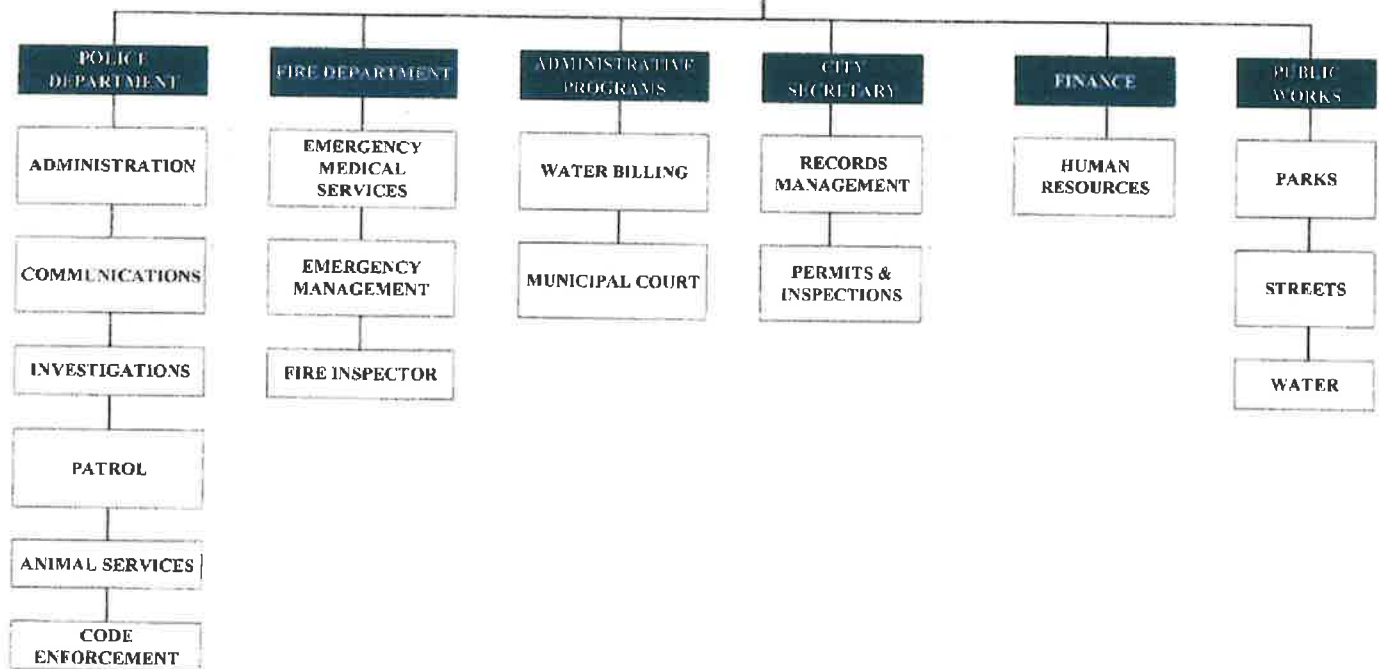 POLICE
DEPARTMENT
ADMINISTRATION
COMMUNICATIONS
INVESTIGATIONS
PATROL
ANIMAL SERVICES
CODE
ENFORCEMENT
FIRE DEPARTMENT
EMERGENCY
MEDICAL
SERVICES
EMERGENCY
MANAGEMENT
FIRE INSPECTOR
ADMINISTRATIVE
PROGRAMS
WATER BILLING
MUNICIPAL COURT
CITY
SECRETARY
RECORDS
MANAGEMENT
PERMITS &
INSPECTIONS
FINANCE
HUMAN
RESOURCES
PUBLIC
WORKS
PARKS
STREETS
WATER